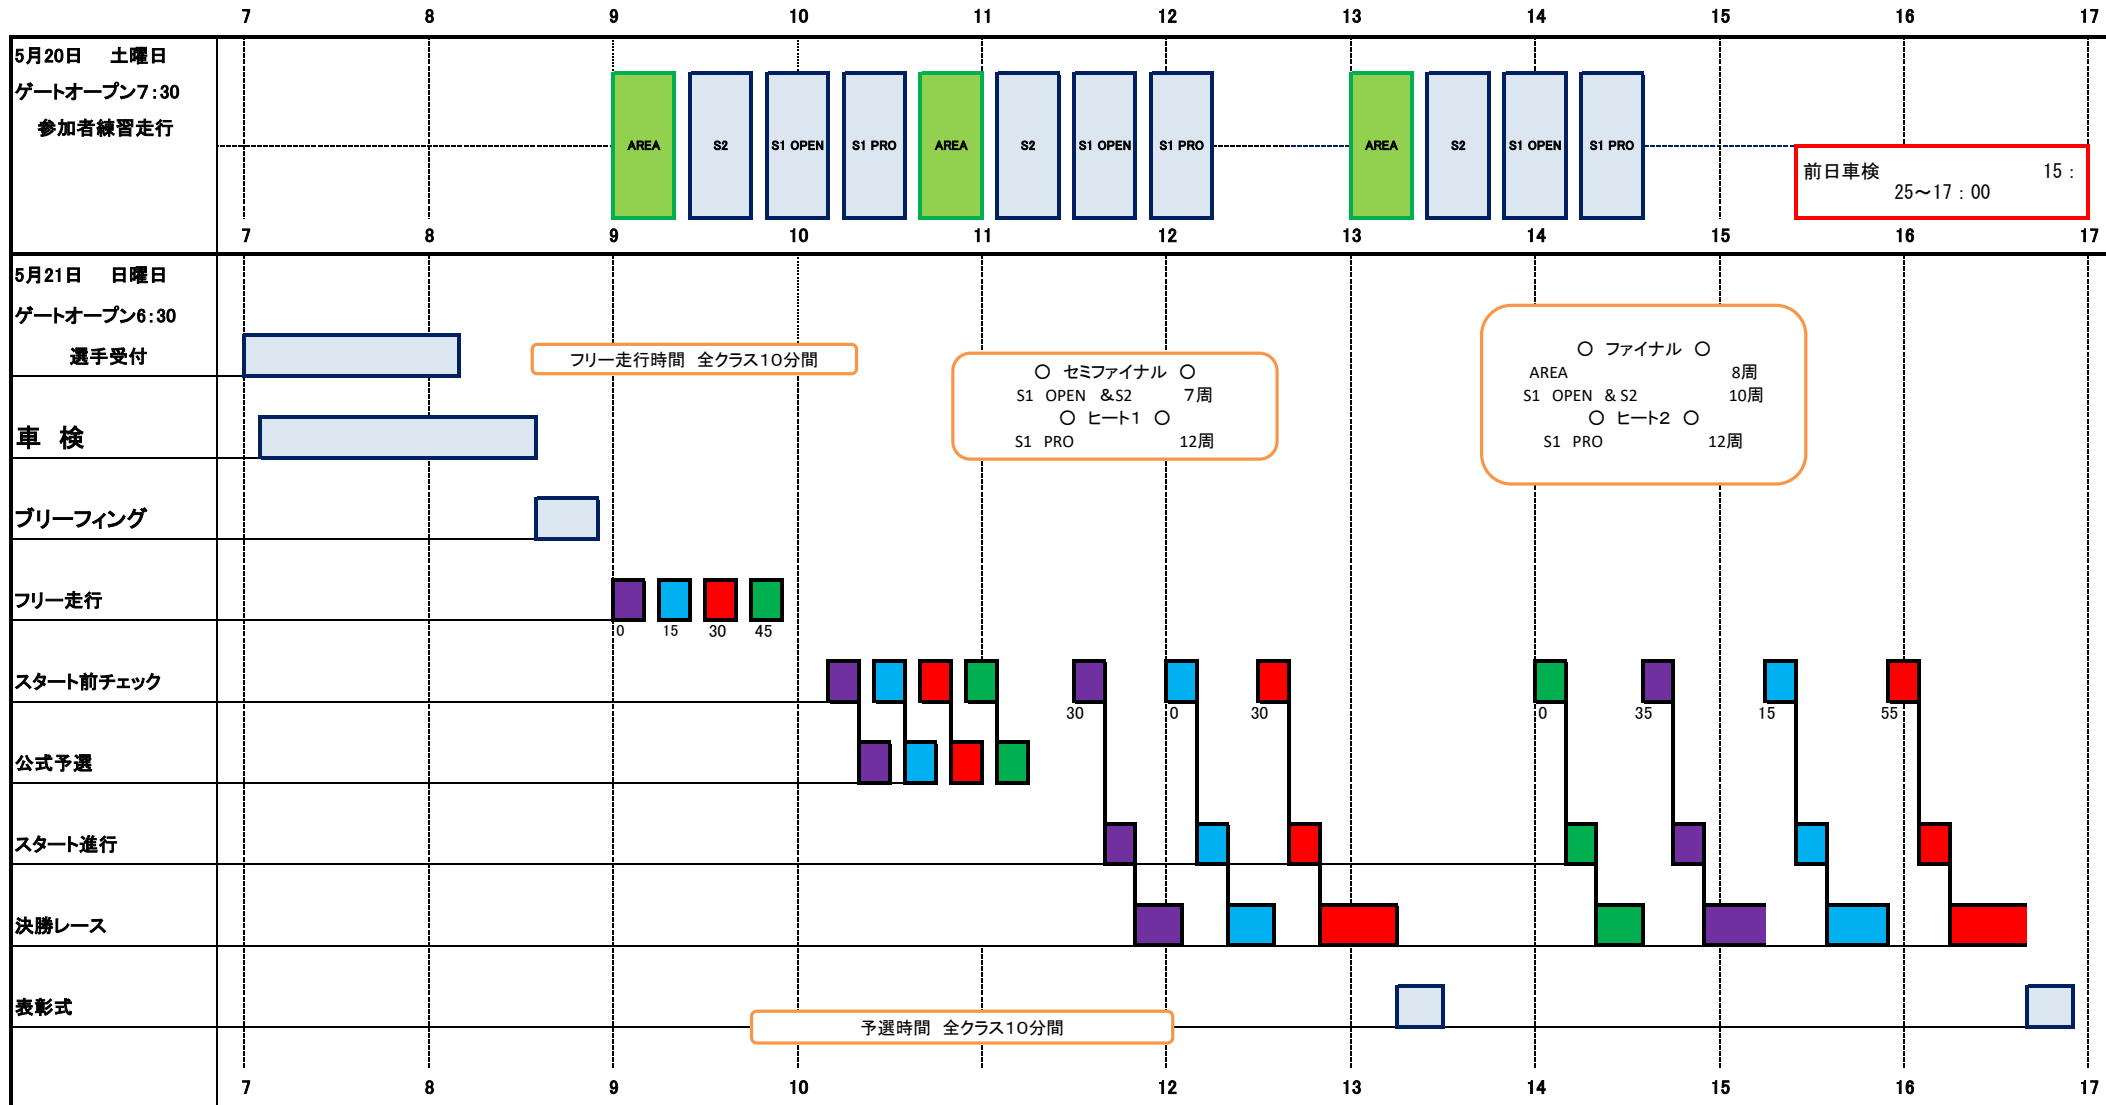 7 8 9 10 11 12 13 14 15 16 17
5月20日 土曜日
ゲートオープン7:30
参加者練習走行
AREA S2 S1 OPEN S1 PRO AREA S2 S1 OPEN S1 PRO AREA S2 S1 OPEN S1 PRO
前日車検 15:
25~17:00
7 8 9 10 11 12 13 14 15 16 17
5月21日 日曜日
ゲートオープン6:30
選手受付
フリー走行時間 全クラス10分間
○ セミファイナル ○
S1 OPEN &S2 7周
○ ヒート1 ○
S1 PRO 12周
○ ファイナル ○
AREA 8周
S1 OPEN & S2 10周
○ ヒート2 ○
S1 PRO 12周
車 検
ブリーフィング
フリー走行
0 15 30 45
スタート前チェック
30 0 30 0 35 15 55
公式予選
スタート進行
決勝レース
表彰式
予選時間 全クラス10分間
7 8 9 10 11 12 13 14 15 16 17